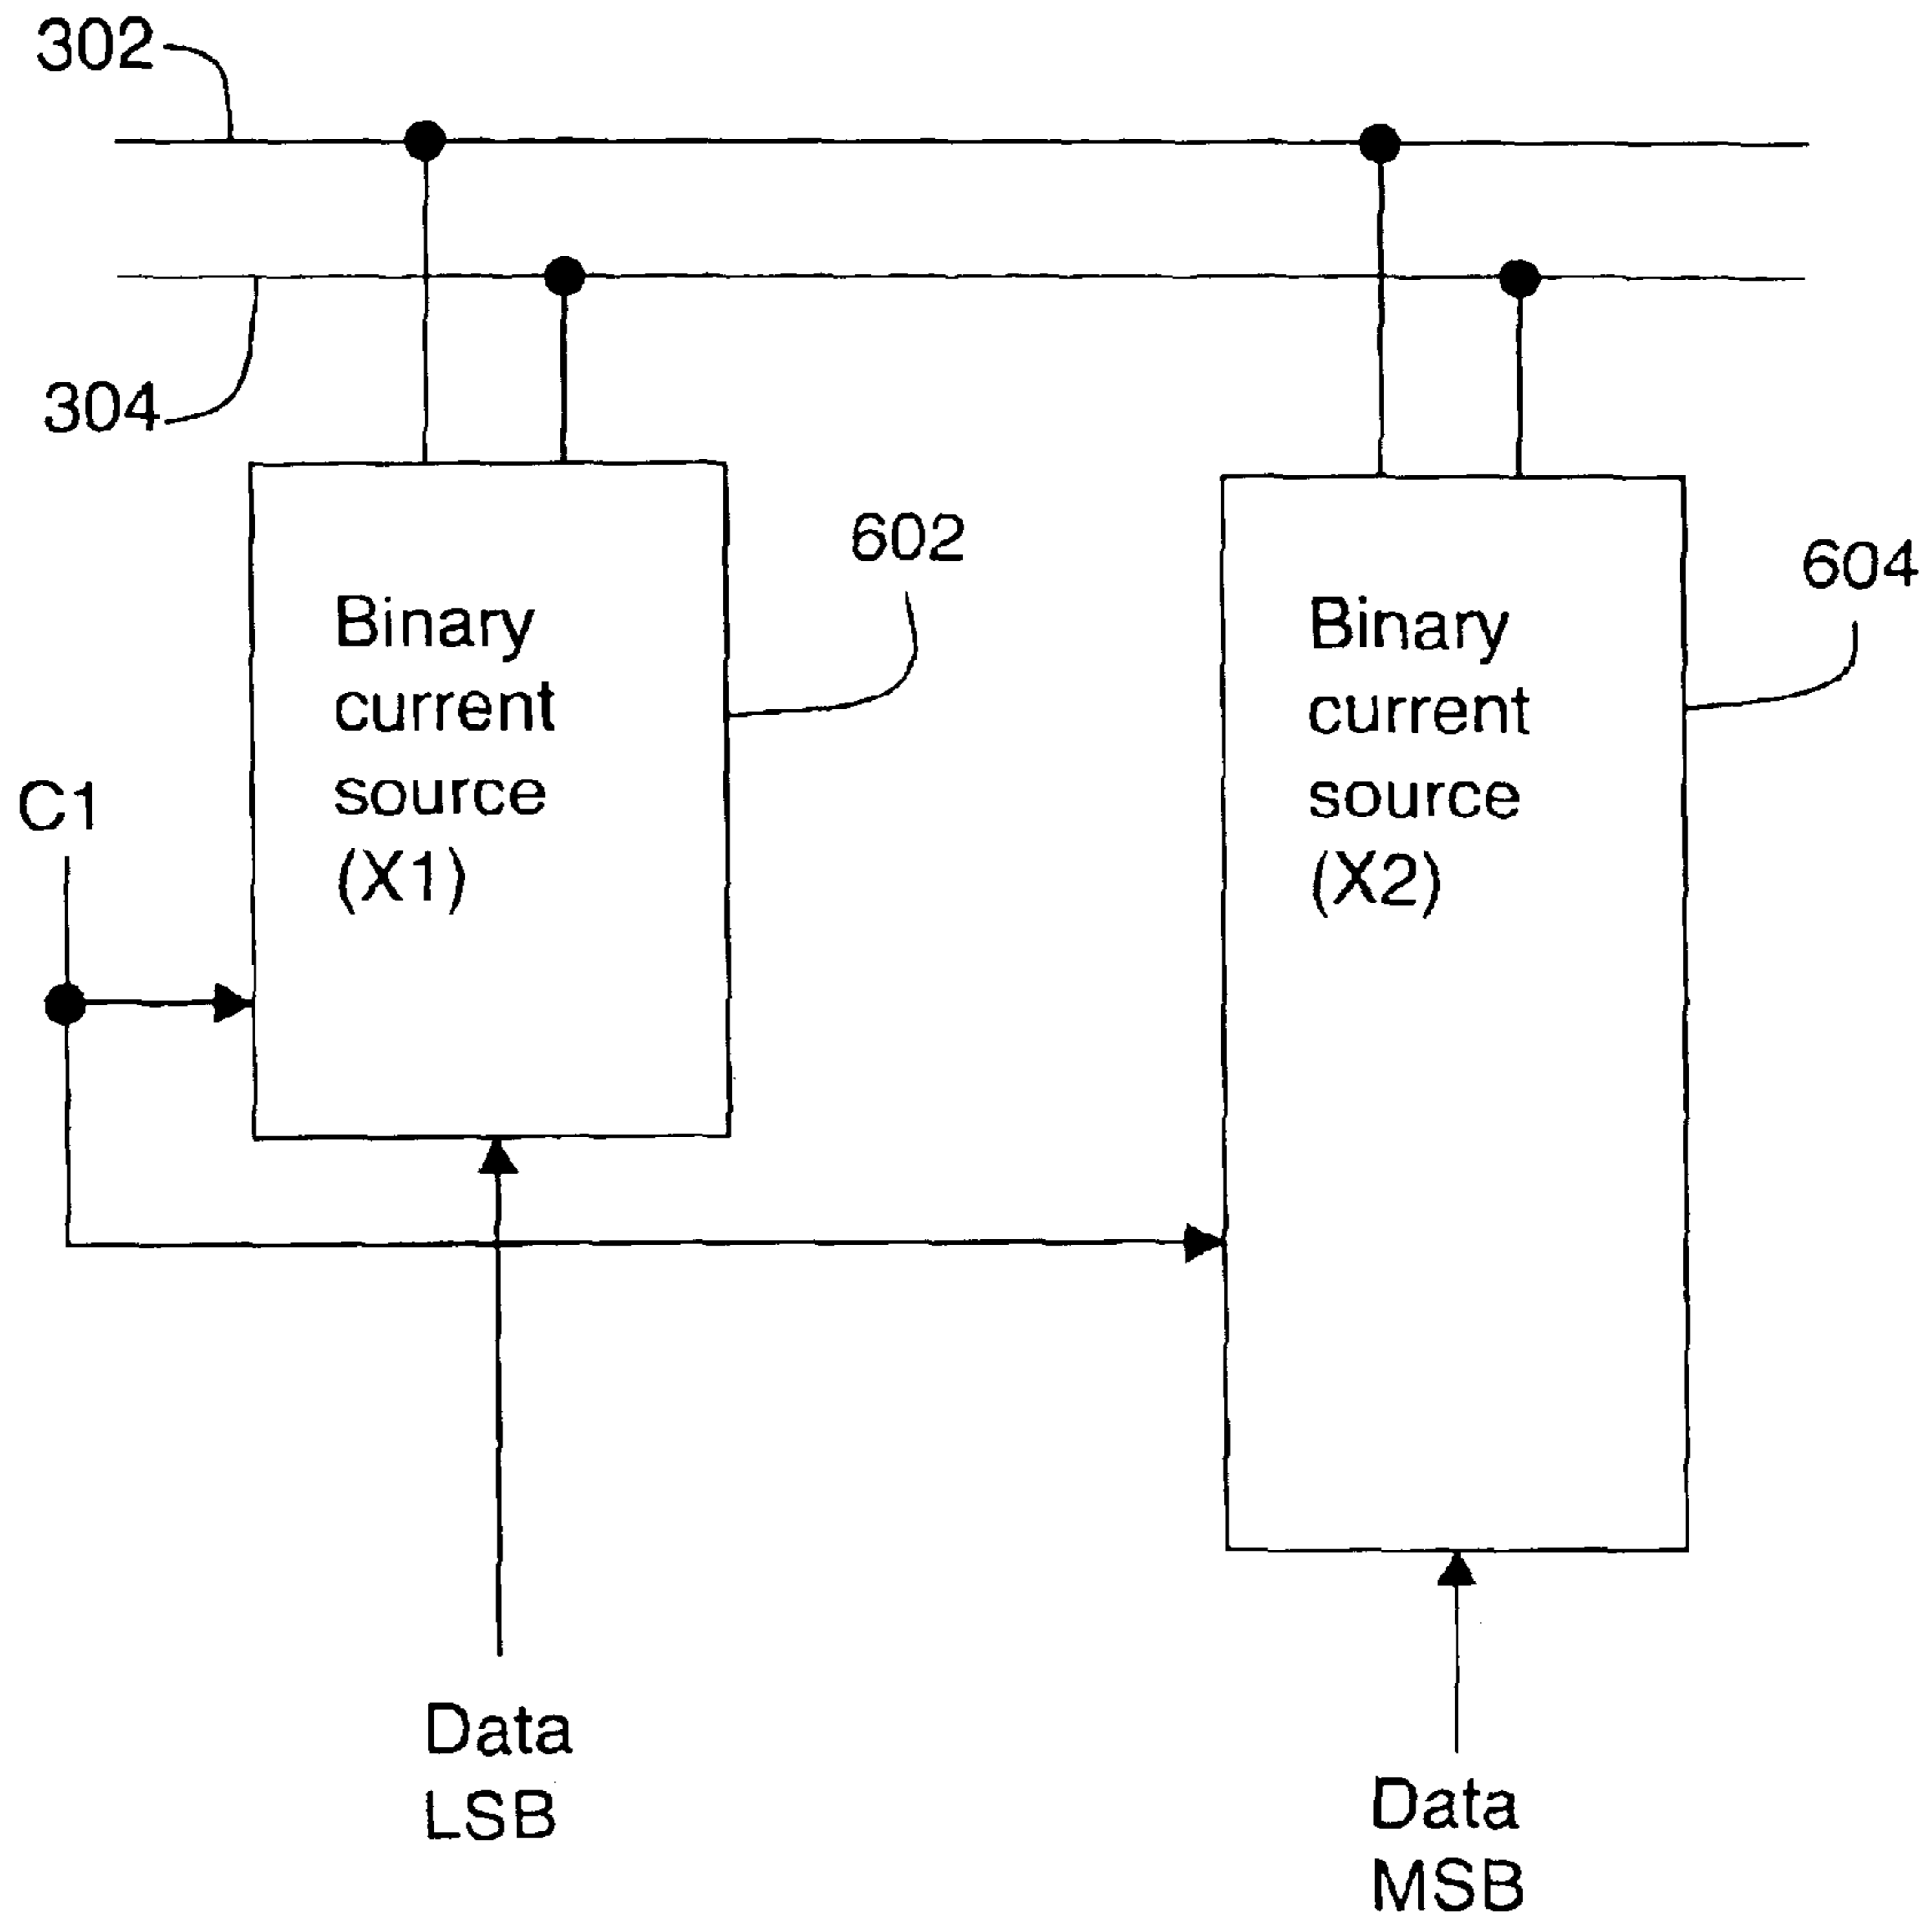 302
304
602
604
Binary
current
source
(X1)
Binary
current
source
(X2)
C1
Data
LSB
Data
MSB